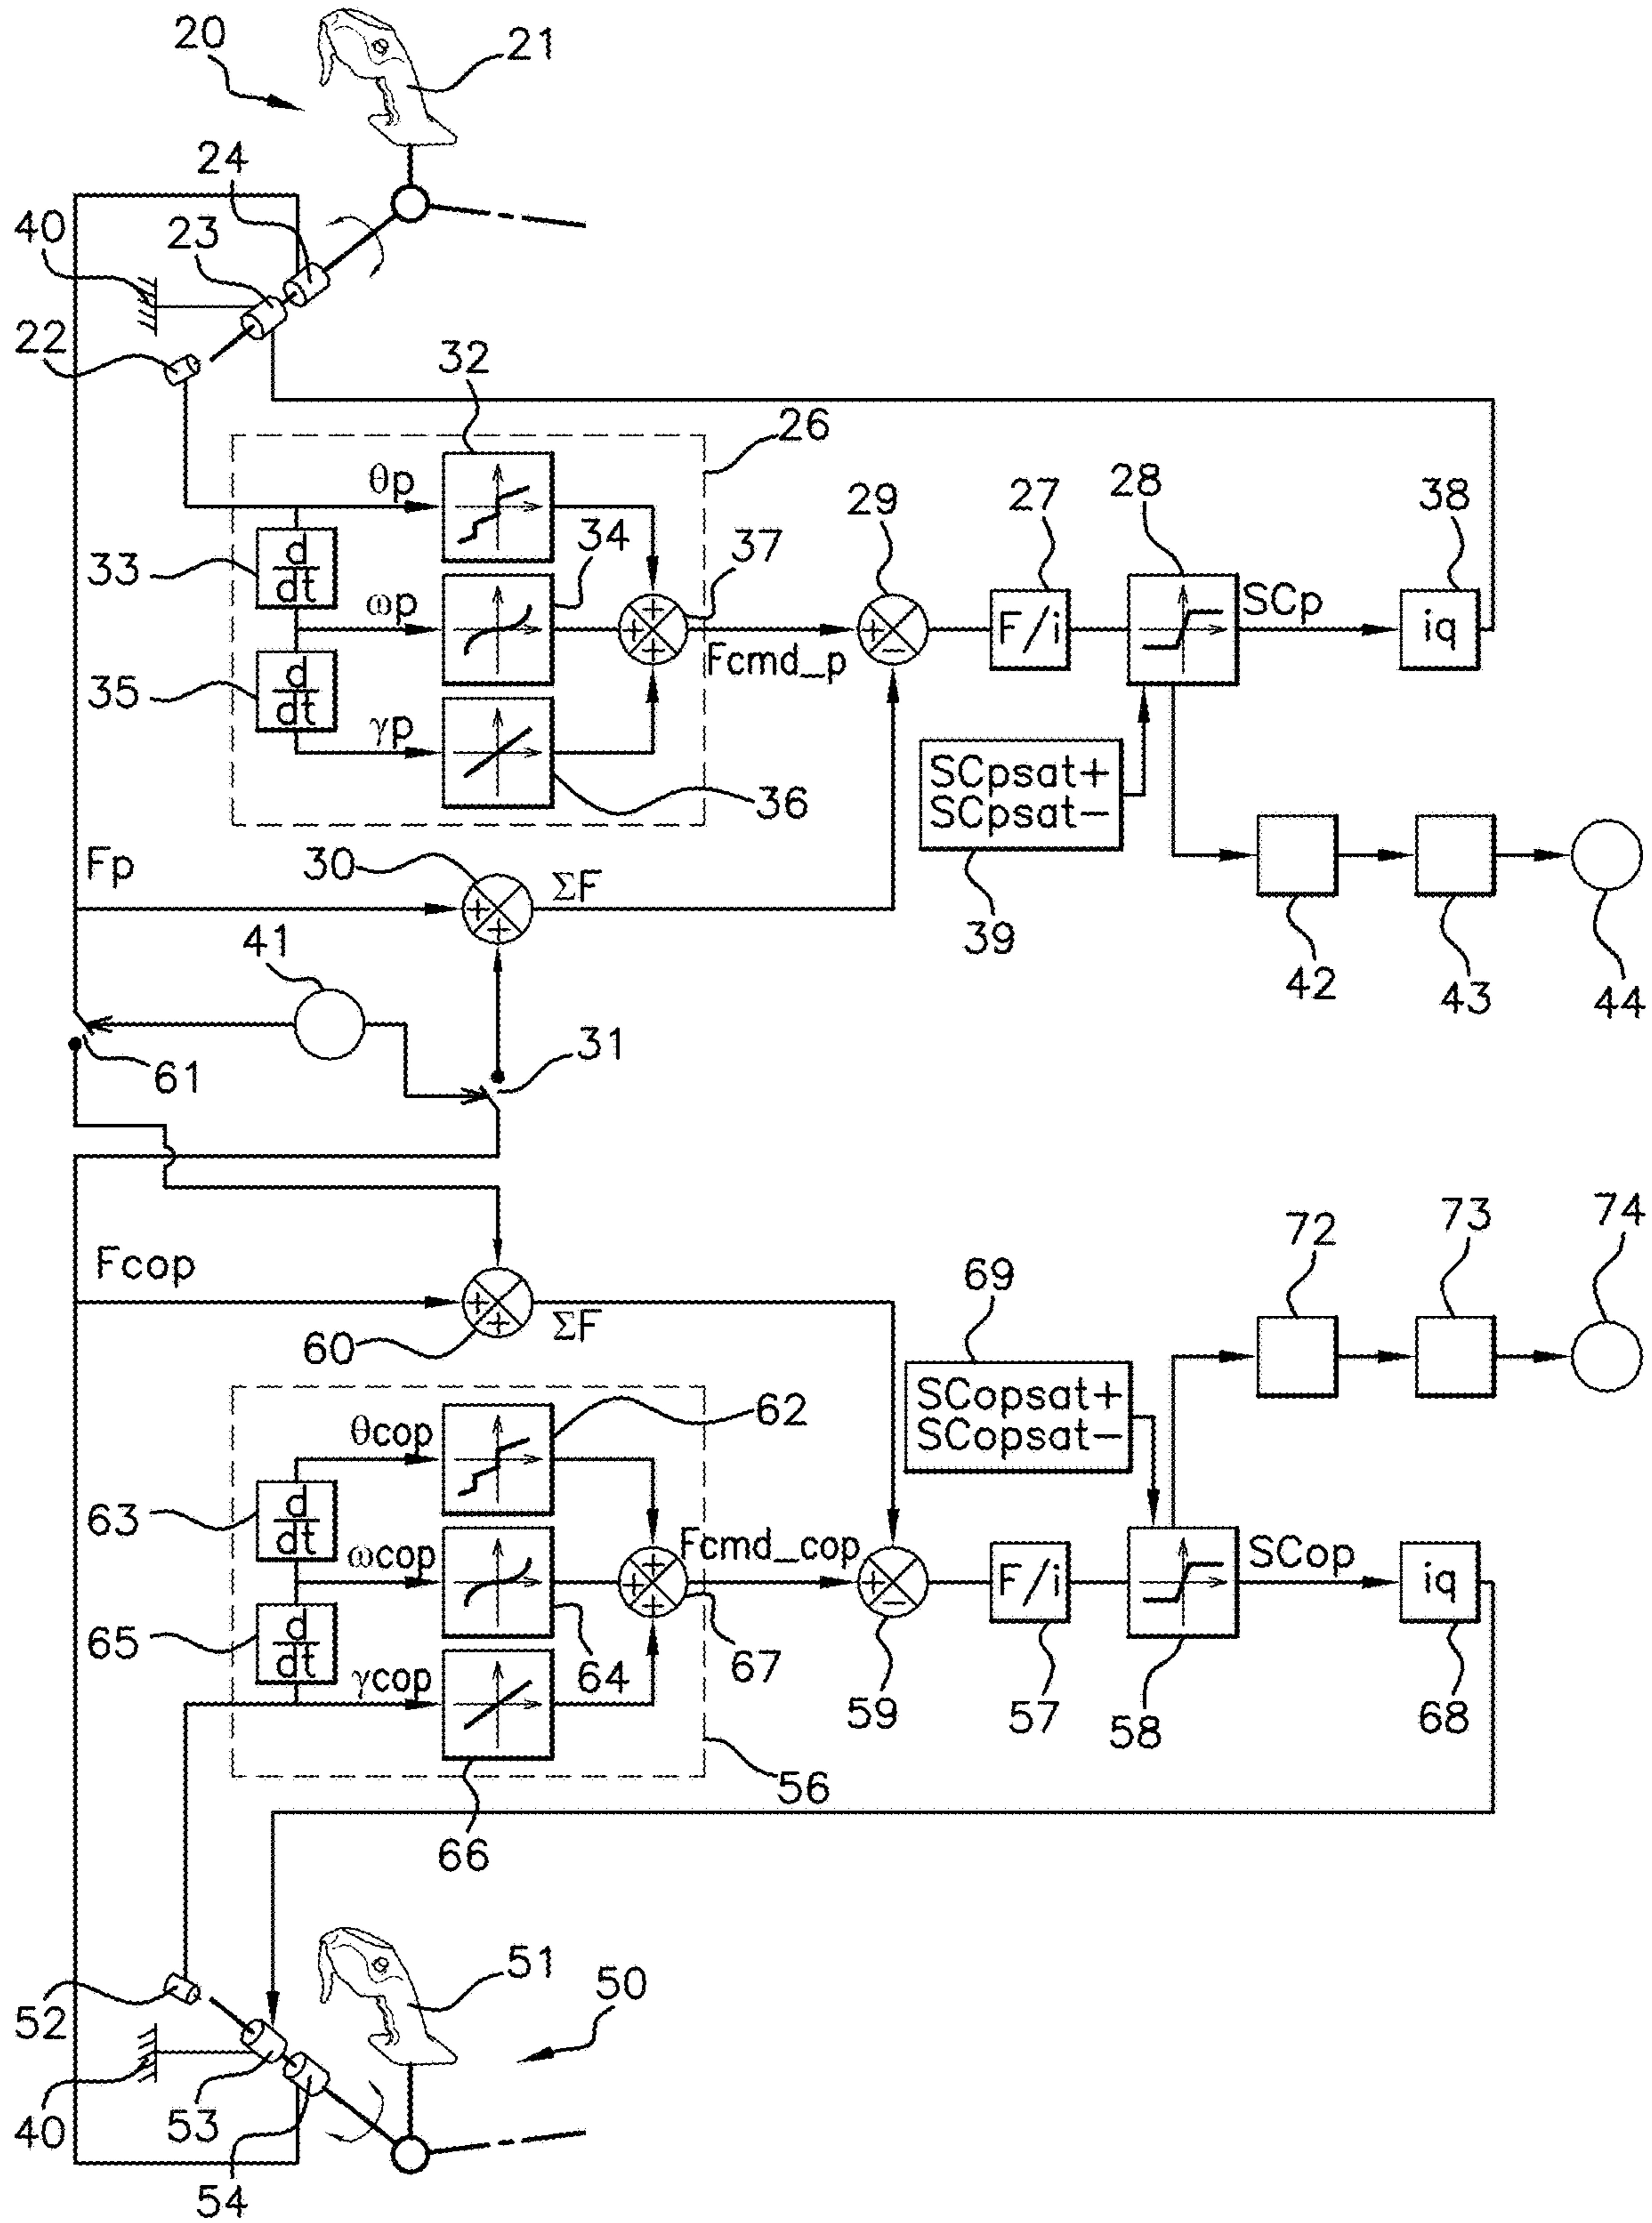 20
21
24
40
23
22
32
26
θp
33
d
dt
34
37
29
27
28
38
ωp
Fcmd_p
F/i
SCp
iq
35
d
dt
γp
36
SCpsat+
SCpsat-
39
Fp
30
ΣF
42
43
44
41
61
31
72
73
74
Fcop
60
ΣF
69
SCopsat+
SCopsat-
62
θcop
63
d
dt
ωcop
Fcmd_cop
F/i
SCop
iq
65
d
dt
64
67
γcop
59
57
58
68
56
66
52
51
50
40
53
54